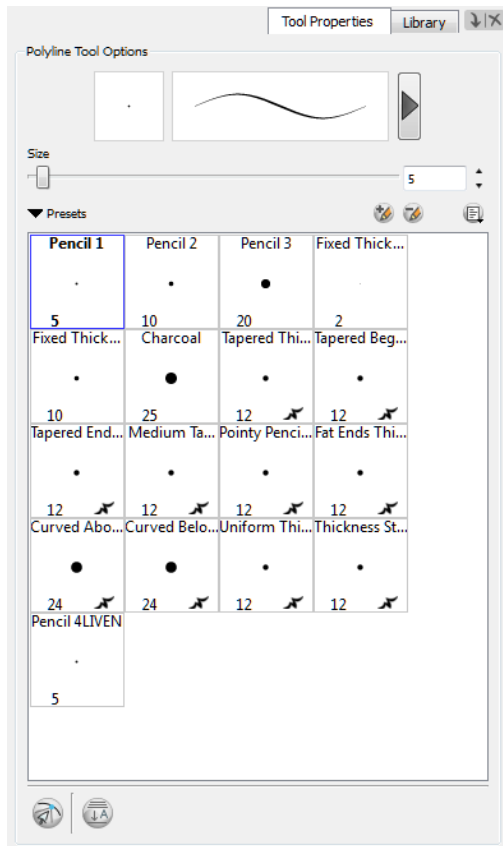 Tool Properties Library
Polyline Tool Options
Size
5
Presets
Pencil 1 Pencil 2 Pencil 3 Fixed Thick...
5 10 20 2
Fixed Thick... Charcoal Tapered Thi... Tapered Beg...
10 25 12 12
Tapered End... Medium Ta... Pointy Penci... Fat Ends Thi...
12 12 12 12
Curved Abo... Curved Belo... Uniform Thi... Thickness St...
24 24 12 12
Pencil 4LIVEN
5
A